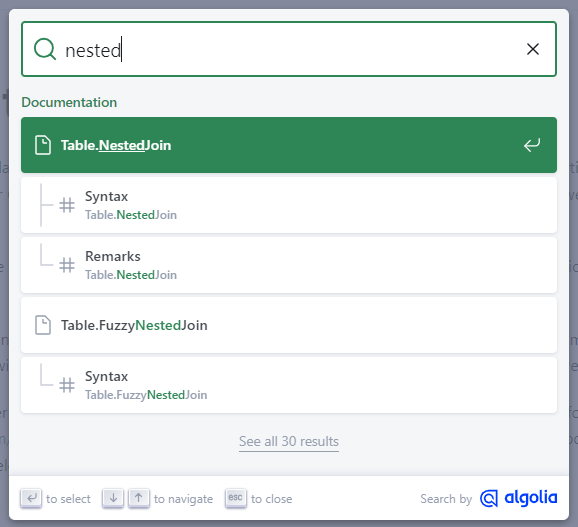 nested
Documentation
Table.NestedJoin
Syntax
Table.NestedJoin
Remarks
Table.NestedJoin
Table.FuzzyNestedJoin
Syntax
Table.FuzzyNestedJoin
See all 30 results
to select
to navigate
esc to close
Search by algolia